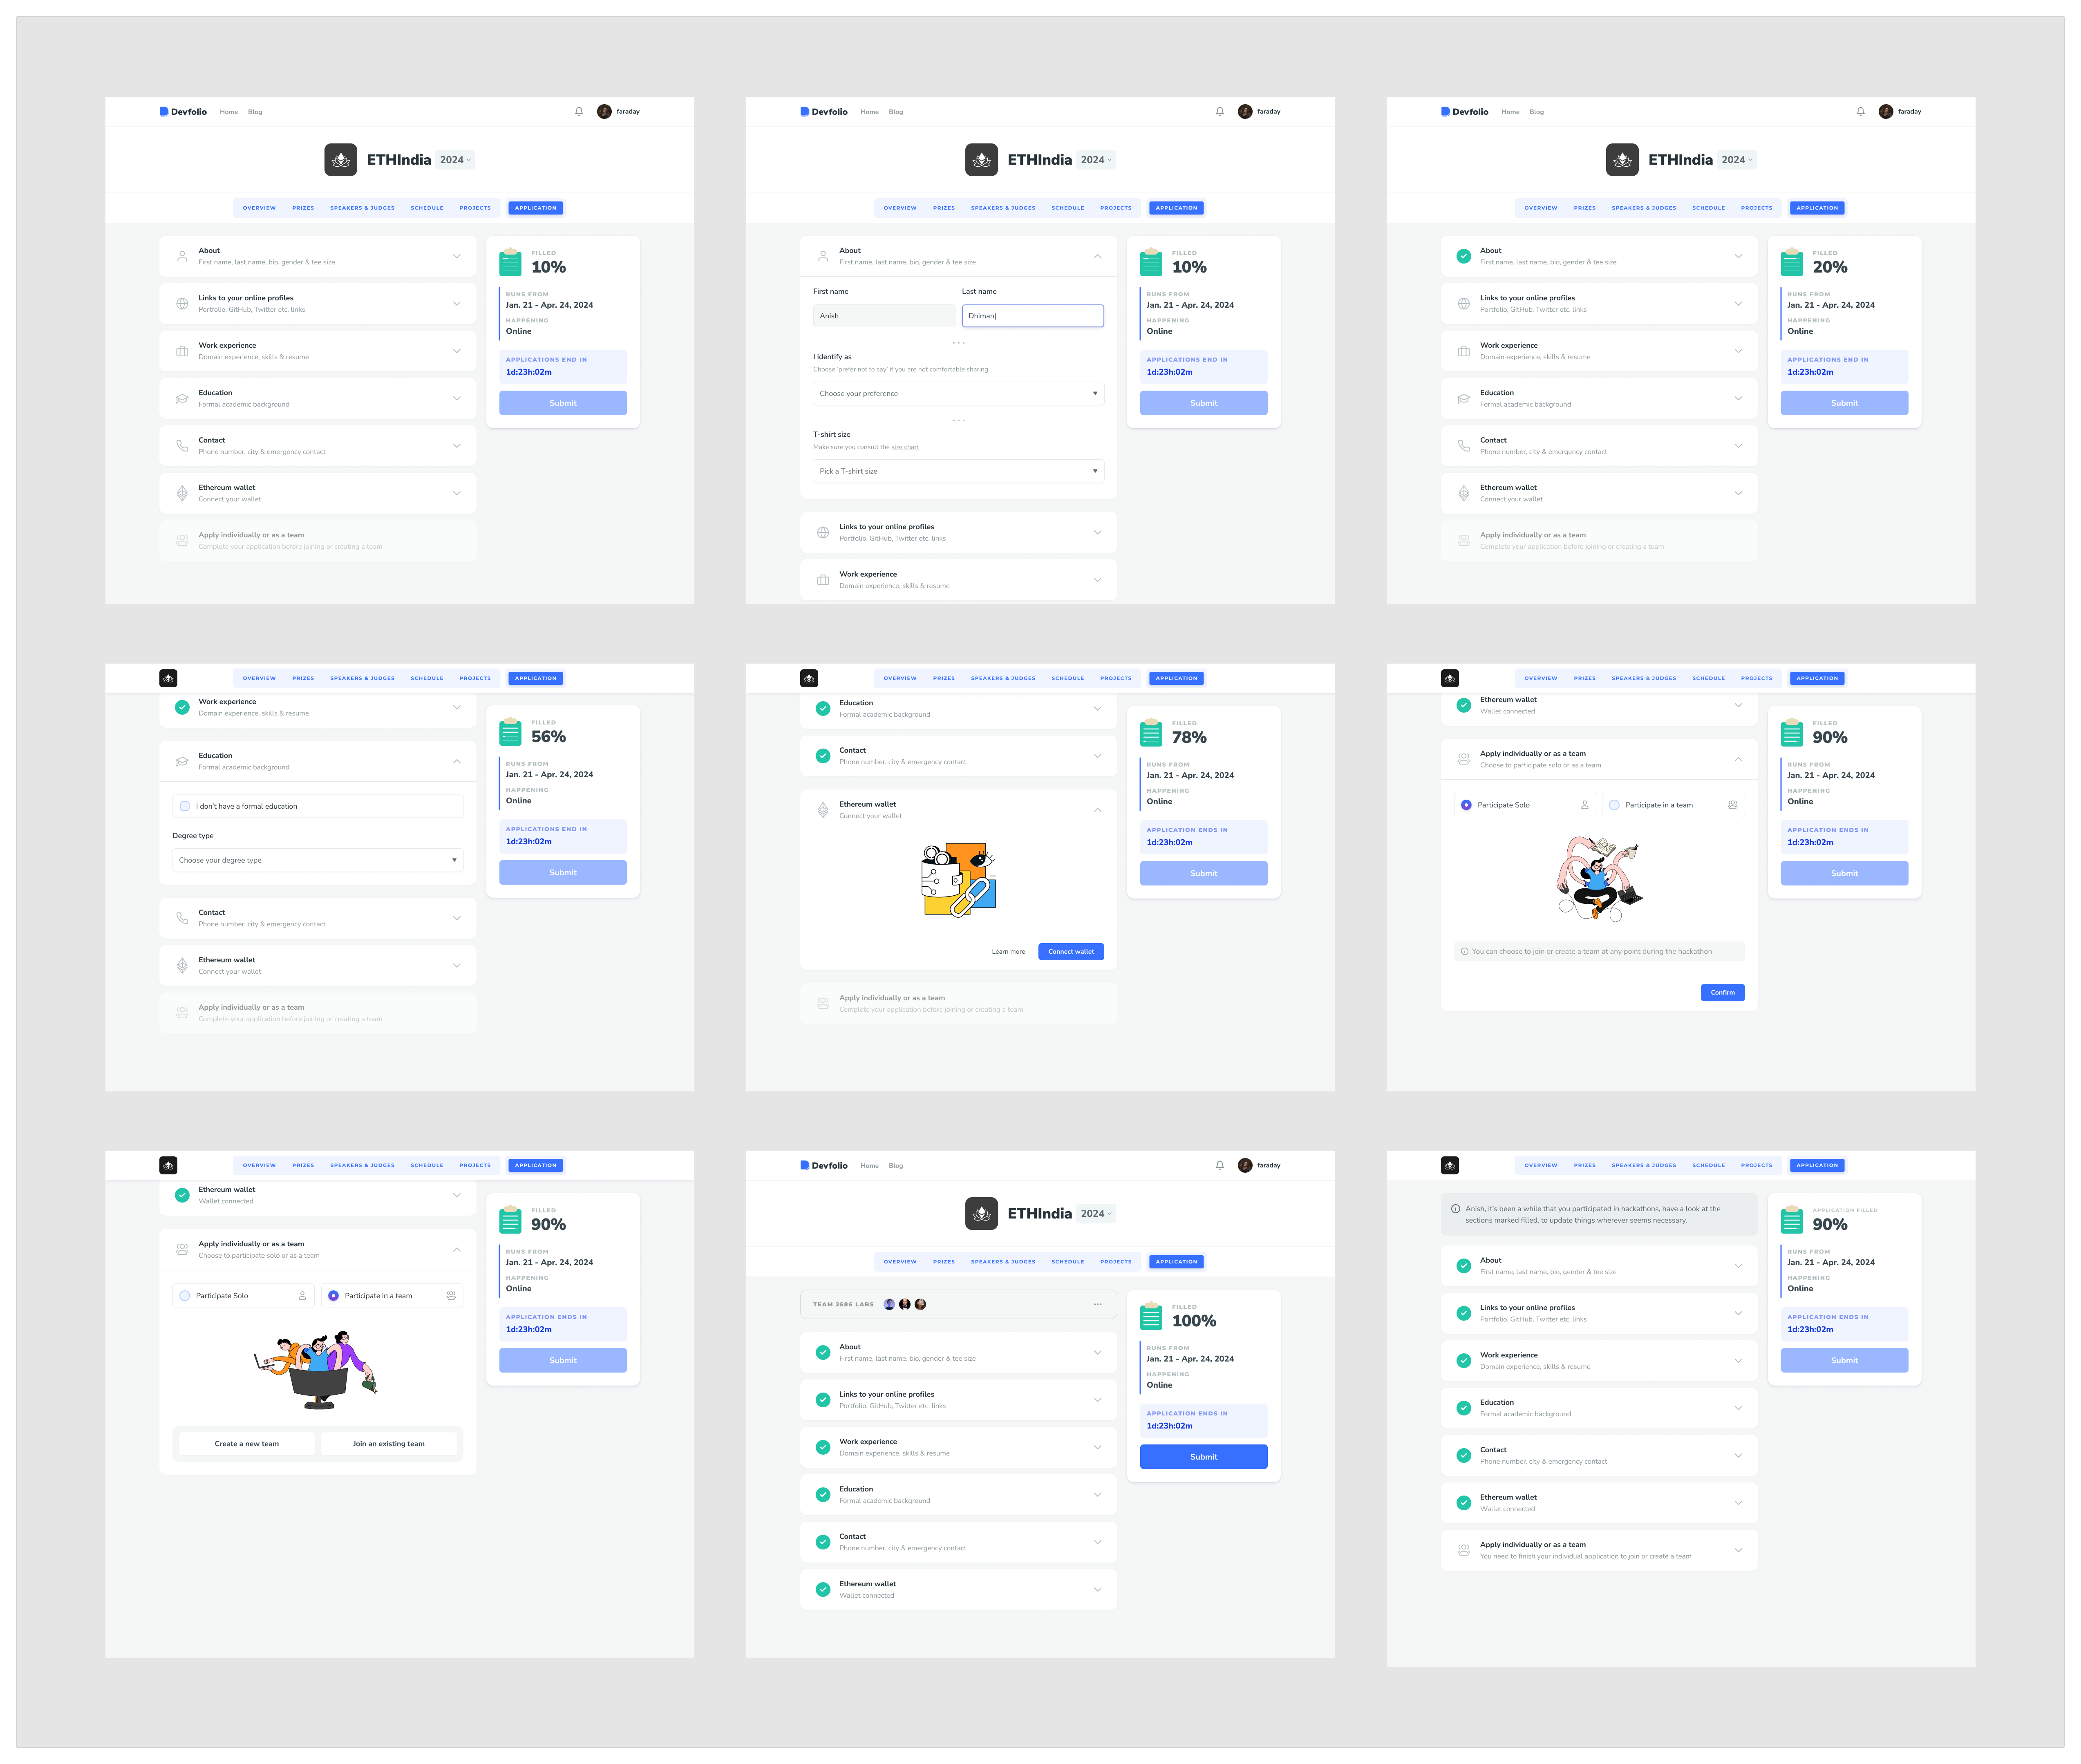 Devfolio Home Blog faraday
ETHIndia 2024
OVERVIEW PRIZES SPEAKERS & JUDGES SCHEDULE PROJECTS APPLICATION
About
First name, last name, bio, gender & tee size
Links to your online profiles
Portfolio, GitHub, Twitter etc. links
Work experience
Domain experience, skills & resume
Education
Formal academic background
Contact
Phone number, city & emergency contact
Ethereum wallet
Connect your wallet
Apply individually or as a team
Complete your application before joining or creating a team
FILLED
10%
RUNS FROM
Jan. 21 - Apr. 24, 2024
HAPPENING
Online
APPLICATIONS END IN
1d:23h:02m
Submit
Devfolio Home Blog faraday
ETHIndia 2024
OVERVIEW PRIZES SPEAKERS & JUDGES SCHEDULE PROJECTS APPLICATION
About
First name, last name, bio, gender & tee size
First name Last name
Anish Dhiman
I identify as
Choose 'prefer not to say' if you are not comfortable sharing
Choose your preference
T-shirt size
Make sure you consult the size chart
Pick a T-shirt size
Links to your online profiles
Portfolio, GitHub, Twitter etc. links
Work experience
Domain experience, skills & resume
FILLED
10%
RUNS FROM
Jan. 21 - Apr. 24, 2024
HAPPENING
Online
APPLICATIONS END IN
1d:23h:02m
Submit
Devfolio Home Blog faraday
ETHIndia 2024
OVERVIEW PRIZES SPEAKERS & JUDGES SCHEDULE PROJECTS APPLICATION
About
First name, last name, bio, gender & tee size
Links to your online profiles
Portfolio, GitHub, Twitter etc. links
Work experience
Domain experience, skills & resume
Education
Formal academic background
Contact
Phone number, city & emergency contact
Ethereum wallet
Connect your wallet
Apply individually or as a team
Complete your application before joining or creating a team
FILLED
20%
RUNS FROM
Jan. 21 - Apr. 24, 2024
HAPPENING
Online
APPLICATIONS END IN
1d:23h:02m
Submit
OVERVIEW PRIZES SPEAKERS & JUDGES SCHEDULE PROJECTS APPLICATION
Work experience
Domain experience, skills & resume
Education
Formal academic background
I don't have a formal education
Degree type
Choose your degree type
Contact
Phone number, city & emergency contact
Ethereum wallet
Connect your wallet
Apply individually or as a team
Complete your application before joining or creating a team
FILLED
56%
RUNS FROM
Jan. 21 - Apr. 24, 2024
HAPPENING
Online
APPLICATIONS END IN
1d:23h:02m
Submit
OVERVIEW PRIZES SPEAKERS & JUDGES SCHEDULE PROJECTS APPLICATION
Education
Formal academic background
Contact
Phone number, city & emergency contact
Ethereum wallet
Connect your wallet
Learn more Connect wallet
Apply individually or as a team
Complete your application before joining or creating a team
FILLED
78%
RUNS FROM
Jan. 21 - Apr. 24, 2024
HAPPENING
Online
APPLICATIONS END IN
1d:23h:02m
Submit
OVERVIEW PRIZES SPEAKERS & JUDGES SCHEDULE PROJECTS APPLICATION
Ethereum wallet
Wallet connected
Apply individually or as a team
Choose to participate solo or as a team
Participate Solo Participate in a team
You can choose to join or create a team at any point during the hackathon
Confirm
FILLED
90%
RUNS FROM
Jan. 21 - Apr. 24, 2024
HAPPENING
Online
APPLICATION ENDS IN
1d:23h:02m
Submit
OVERVIEW PRIZES SPEAKERS & JUDGES SCHEDULE PROJECTS APPLICATION
Ethereum wallet
Wallet connected
Apply individually or as a team
Choose to participate solo or as a team
Participate Solo Participate in a team
Create a new team Join an existing team
FILLED
90%
RUNS FROM
Jan. 21 - Apr. 24, 2024
HAPPENING
Online
APPLICATION ENDS IN
1d:23h:02m
Submit
Devfolio Home Blog faraday
ETHIndia 2024
OVERVIEW PRIZES SPEAKERS & JUDGES SCHEDULE PROJECTS APPLICATION
TEAM 2586 LABS
About
First name, last name, bio, gender & tee size
Links to your online profiles
Portfolio, GitHub, Twitter etc. links
Work experience
Domain experience, skills & resume
Education
Formal academic background
Contact
Phone number, city & emergency contact
Ethereum wallet
Wallet connected
FILLED
100%
RUNS FROM
Jan. 21 - Apr. 24, 2024
HAPPENING
Online
APPLICATION ENDS IN
1d:23h:02m
Submit
OVERVIEW PRIZES SPEAKERS & JUDGES SCHEDULE PROJECTS APPLICATION
Anish, it's been a while that you participated in hackathons, have a look at the
sections marked filled, to update things wherever seems necessary.
About
First name, last name, bio, gender & tee size
Links to your online profiles
Portfolio, GitHub, Twitter etc. links
Work experience
Domain experience, skills & resume
Education
Formal academic background
Contact
Phone number, city & emergency contact
Ethereum wallet
Wallet connected
Apply individually or as a team
You need to finish your individual application to join or create a team
APPLICATION FILLED
90%
RUNS FROM
Jan. 21 - Apr. 24, 2024
HAPPENING
Online
APPLICATION ENDS IN
1d:23h:02m
Submit